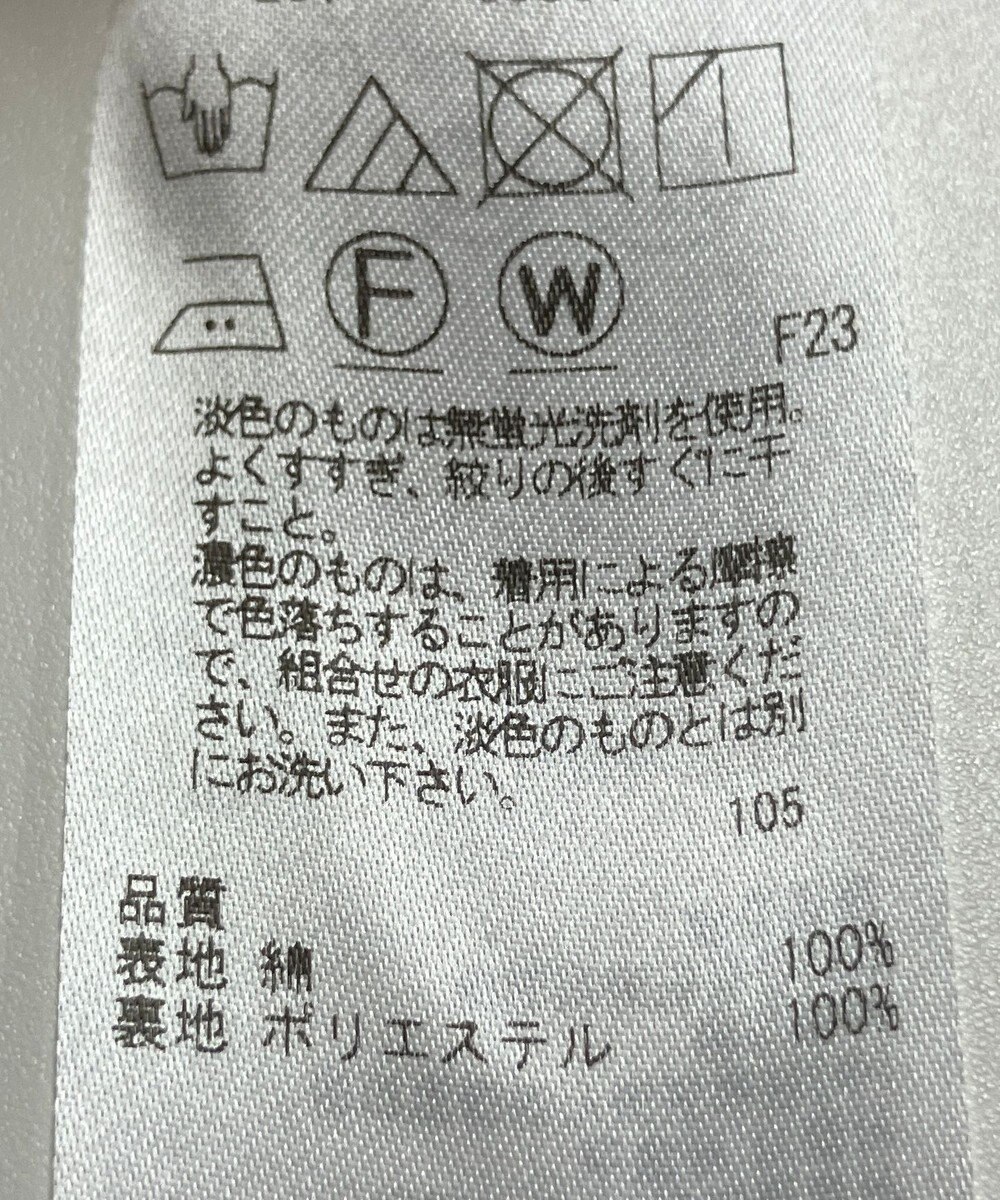 F
W
F23
淡色のものは無蛍光洗剤を使用。
よくすすぎ、絞りの後すぐに干
すこと。
濃色のものは、着用による摩擦
で色落ちすることがありますの
で、組合せの衣服にご注意くだ
さい。また、淡色のものとは別
にお洗い下さい。
105
品質
表地 綿 100%
裏地 ポリエステル 100%